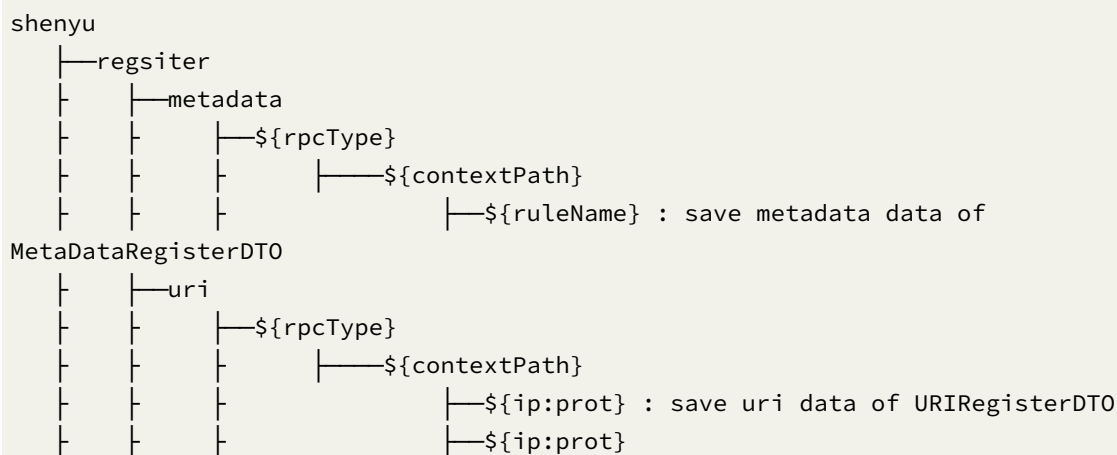 shenyu
   ├──regsiter
   ├    ├──metadata
   ├    ├     ├──${rpcType}
   ├    ├     ├      ├────${contextPath}
   ├    ├     ├               ├──${ruleName} : save metadata data of
MetaDataRegisterDTO
   ├    ├──uri
   ├    ├     ├──${rpcType}
   ├    ├     ├      ├────${contextPath}
   ├    ├     ├               ├──${ip:prot} : save uri data of URIRegisterDTO
   ├    ├     ├               ├──${ip:prot}